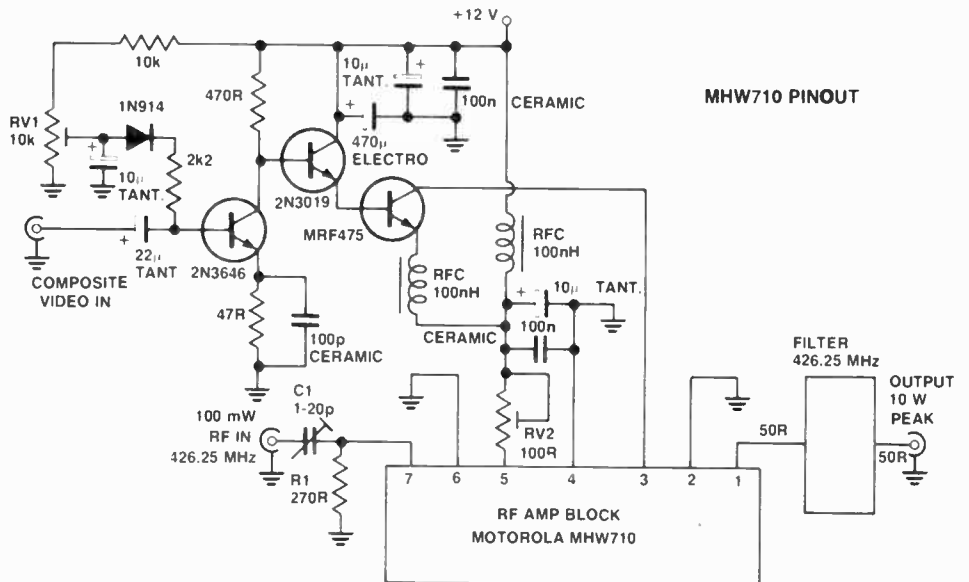 +12 V
10k
10µ
TANT.
+
100n
CERAMIC
MHW710 PINOUT
470R
1N914
RV1
10k
+
10µ
TANT.
2k2
+
470µ
ELECTRO
2N3019
MRF475
RFC
100nH
RFC
100nH
+
22µ
TANT
2N3646
COMPOSITE
VIDEO IN
+
10µ
TANT.
100n
CERAMIC
47R
100p
CERAMIC
FILTER
426.25 MHz
OUTPUT
10 W
PEAK
50R
50R
C1
1-20p
100 mW
RF IN
426.25 MHz
R1
270R
RV2
100R
7 6 5 4 3 2 1
RF AMP BLOCK
MOTOROLA MHW710